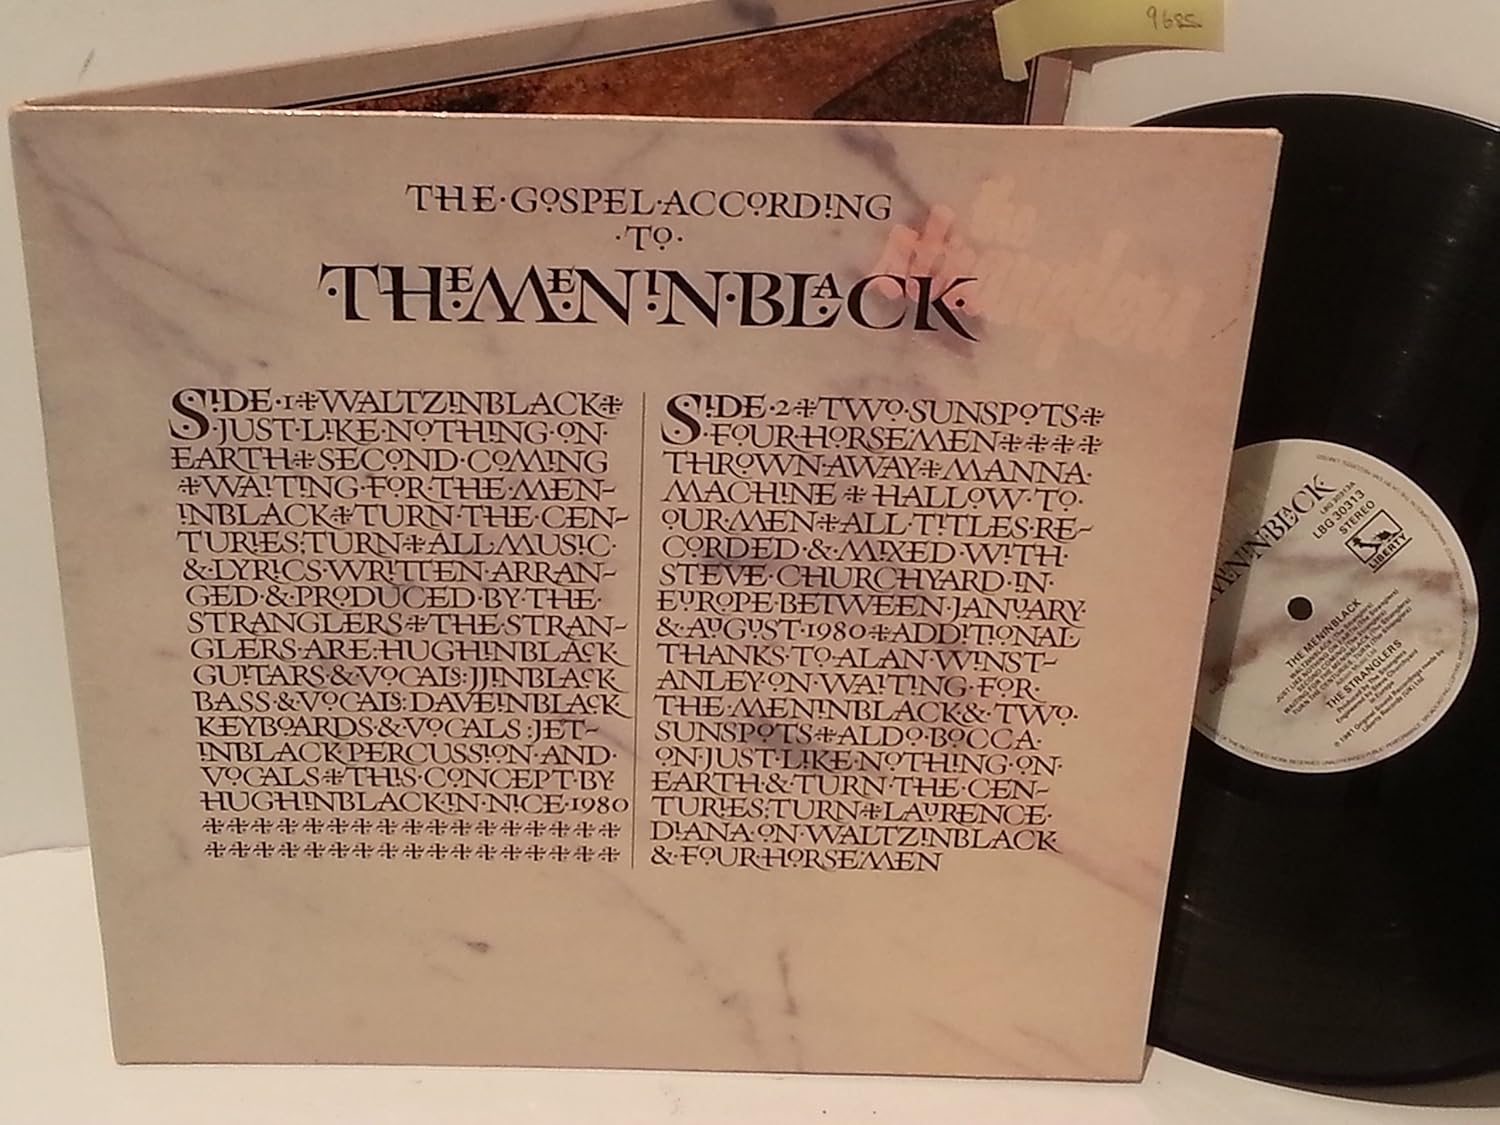 9685
THE·GOSPEL·ACCORDING
·TO·
·THEMENINBLACK·
the
stranglers
SIDE·1⁜WALTZINBLACK⁜
·JUST·LIKE·NOTHING·ON·
EARTH⁜SECOND·COMING
⁜WAITING·FOR·THE·MEN-
INBLACK⁜TURN·THE·CEN-
TURIES;TURN⁜ALL·MUSIC·
&·LYRICS·WRITTEN·ARRAN-
GED·&·PRODUCED·BY·THE·
STRANGLERS⁜THE·STRAN-
GLERS·ARE:HUGHINBLACK
GUITARS·&·VOCALS:JJINBLACK
BASS·&·VOCALS:DAVEINBLACK
KEYBOARDS·&·VOCALS:JET-
INBLACK·PERCUSSION·AND·
VOCALS⁜THIS·CONCEPT·BY·
HUGHINBLACK·IN·NICE·1980
⁜⁜⁜⁜⁜⁜⁜⁜⁜⁜⁜⁜⁜⁜⁜⁜⁜
⁜⁜⁜⁜⁜⁜⁜⁜⁜⁜⁜⁜⁜⁜⁜⁜⁜
SIDE·2⁜TWO·SUNSPOTS⁜
·FOUR·HORSEMEN⁜⁜⁜⁜
THROWN·AWAY⁜MANNA·
MACHINE⁜HALLOW·TO·
OUR·MEN⁜ALL·TITLES·RE-
CORDED·&·MIXED·WITH·
STEVE·CHURCHYARD·IN·
EUROPE·BETWEEN·JANUARY·
&·AUGUST·1980⁜ADDITIONAL
THANKS·TO·ALAN·WINST-
ANLEY·ON·WAITING·FOR·
THE·MENINBLACK·&·TWO·
SUNSPOTS⁜ALDO·BOCCA·
ON·JUST·LIKE·NOTHING·ON·
EARTH·&·TURN·THE·CEN-
TURIES;TURN⁜LAURENCE·
DIANA·ON·WALTZINBLACK
&·FOUR·HORSEMEN
MENINBLACK·
LBG 30313A
LBG 30313
STEREO
LIBERTY
THE MENINBLACK
THE STRANGLERS